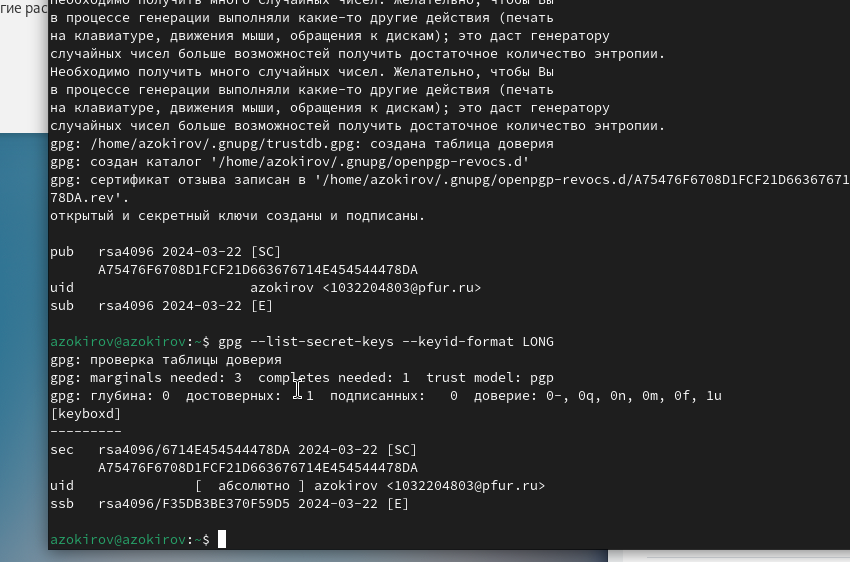 гие рас
Необходимо получить много случайных чисел. Желательно, чтобы Вы
в процессе генерации выполняли какие-то другие действия (печать
на клавиатуре, движения мыши, обращения к дискам); это даст генератору
случайных чисел больше возможностей получить достаточное количество энтропии.
Необходимо получить много случайных чисел. Желательно, чтобы Вы
в процессе генерации выполняли какие-то другие действия (печать
на клавиатуре, движения мыши, обращения к дискам); это даст генератору
случайных чисел больше возможностей получить достаточное количество энтропии.
gpg: /home/azokirov/.gnupg/trustdb.gpg: создана таблица доверия
gpg: создан каталог '/home/azokirov/.gnupg/openpgp-revocs.d'
gpg: сертификат отзыва записан в '/home/azokirov/.gnupg/openpgp-revocs.d/A75476F6708D1FCF21D66367671
78DA.rev'.
открытый и секретный ключи созданы и подписаны.
pub   rsa4096 2024-03-22 [SC]
      A75476F6708D1FCF21D663676714E454544478DA
uid                      azokirov <1032204803@pfur.ru>
sub   rsa4096 2024-03-22 [E]
azokirov@azokirov:~$ gpg --list-secret-keys --keyid-format LONG
gpg: проверка таблицы доверия
gpg: marginals needed: 3  completes needed: 1  trust model: pgp
gpg: глубина: 0  достоверных:   1  подписанных:   0  доверие: 0-, 0q, 0n, 0m, 0f, 1u
[keyboxd]
---------
sec   rsa4096/6714E454544478DA 2024-03-22 [SC]
      A75476F6708D1FCF21D663676714E454544478DA
uid               [  абсолютно ] azokirov <1032204803@pfur.ru>
ssb   rsa4096/F35DB3BE370F59D5 2024-03-22 [E]
azokirov@azokirov:~$